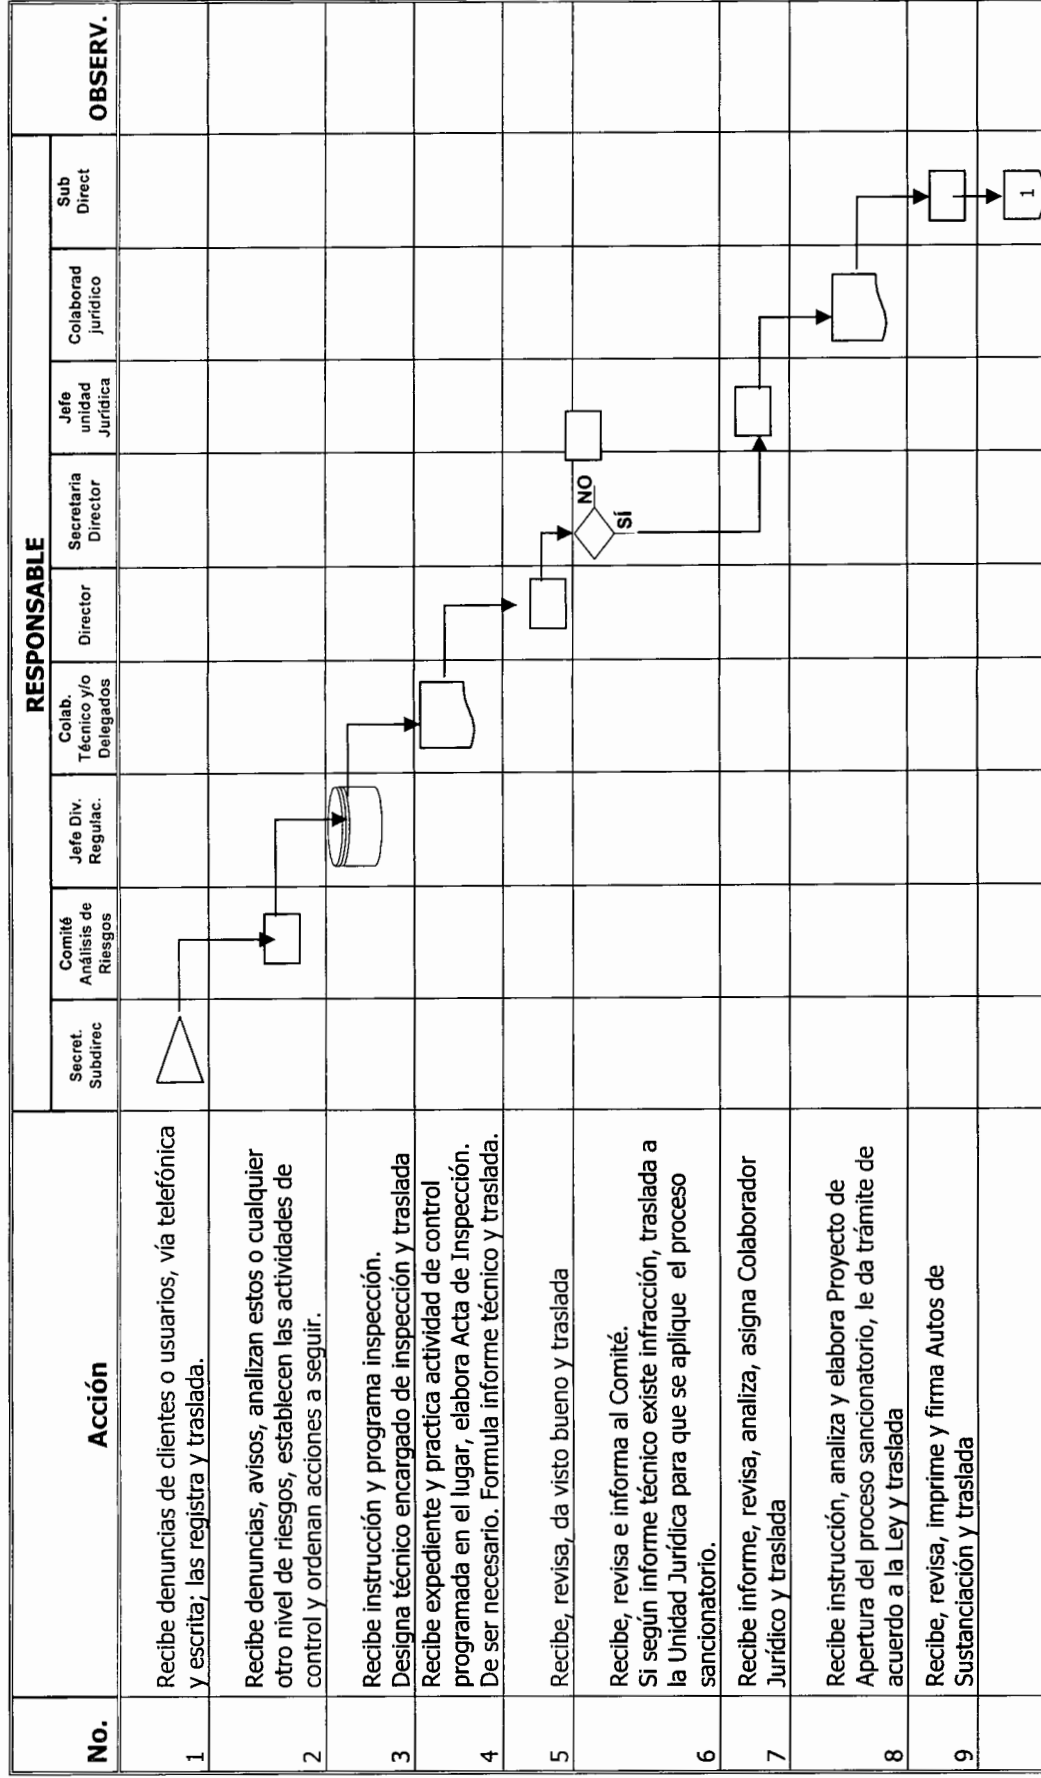 No.
Acción
RESPONSABLE
OBSERV.
Secret.
Subdirec
Comité
Análisis de
Riesgos
Jefe Div.
Regulac.
Colab.
Técnico y/o
Delegados
Director
Secretaria
Director
Jefe
unidad
Jurídica
Colaborad
jurídico
Sub
Direct
1
Recibe denuncias de clientes o usuarios, vía telefónica
y escrita; las registra y traslada.
2
Recibe denuncias, avisos, analizan estos o cualquier
otro nivel de riesgos, establecen las actividades de
control y ordenan acciones a seguir.
3
Recibe instrucción y programa inspección.
Designa técnico encargado de inspección y traslada
4
Recibe expediente y practica actividad de control
programada en el lugar, elabora Acta de Inspección.
De ser necesario. Formula informe técnico y traslada.
5
Recibe, revisa, da visto bueno y traslada
6
Recibe, revisa e informa al Comité.
Si según informe técnico existe infracción, traslada a
la Unidad Jurídica para que se aplique el proceso
sancionatorio.
NO
SÍ
7
Recibe informe, revisa, analiza, asigna Colaborador
Jurídico y traslada
8
Recibe instrucción, analiza y elabora Proyecto de
Apertura del proceso sancionatorio, le da trámite de
acuerdo a la Ley y traslada
9
Recibe, revisa, imprime y firma Autos de
Sustanciación y traslada
1